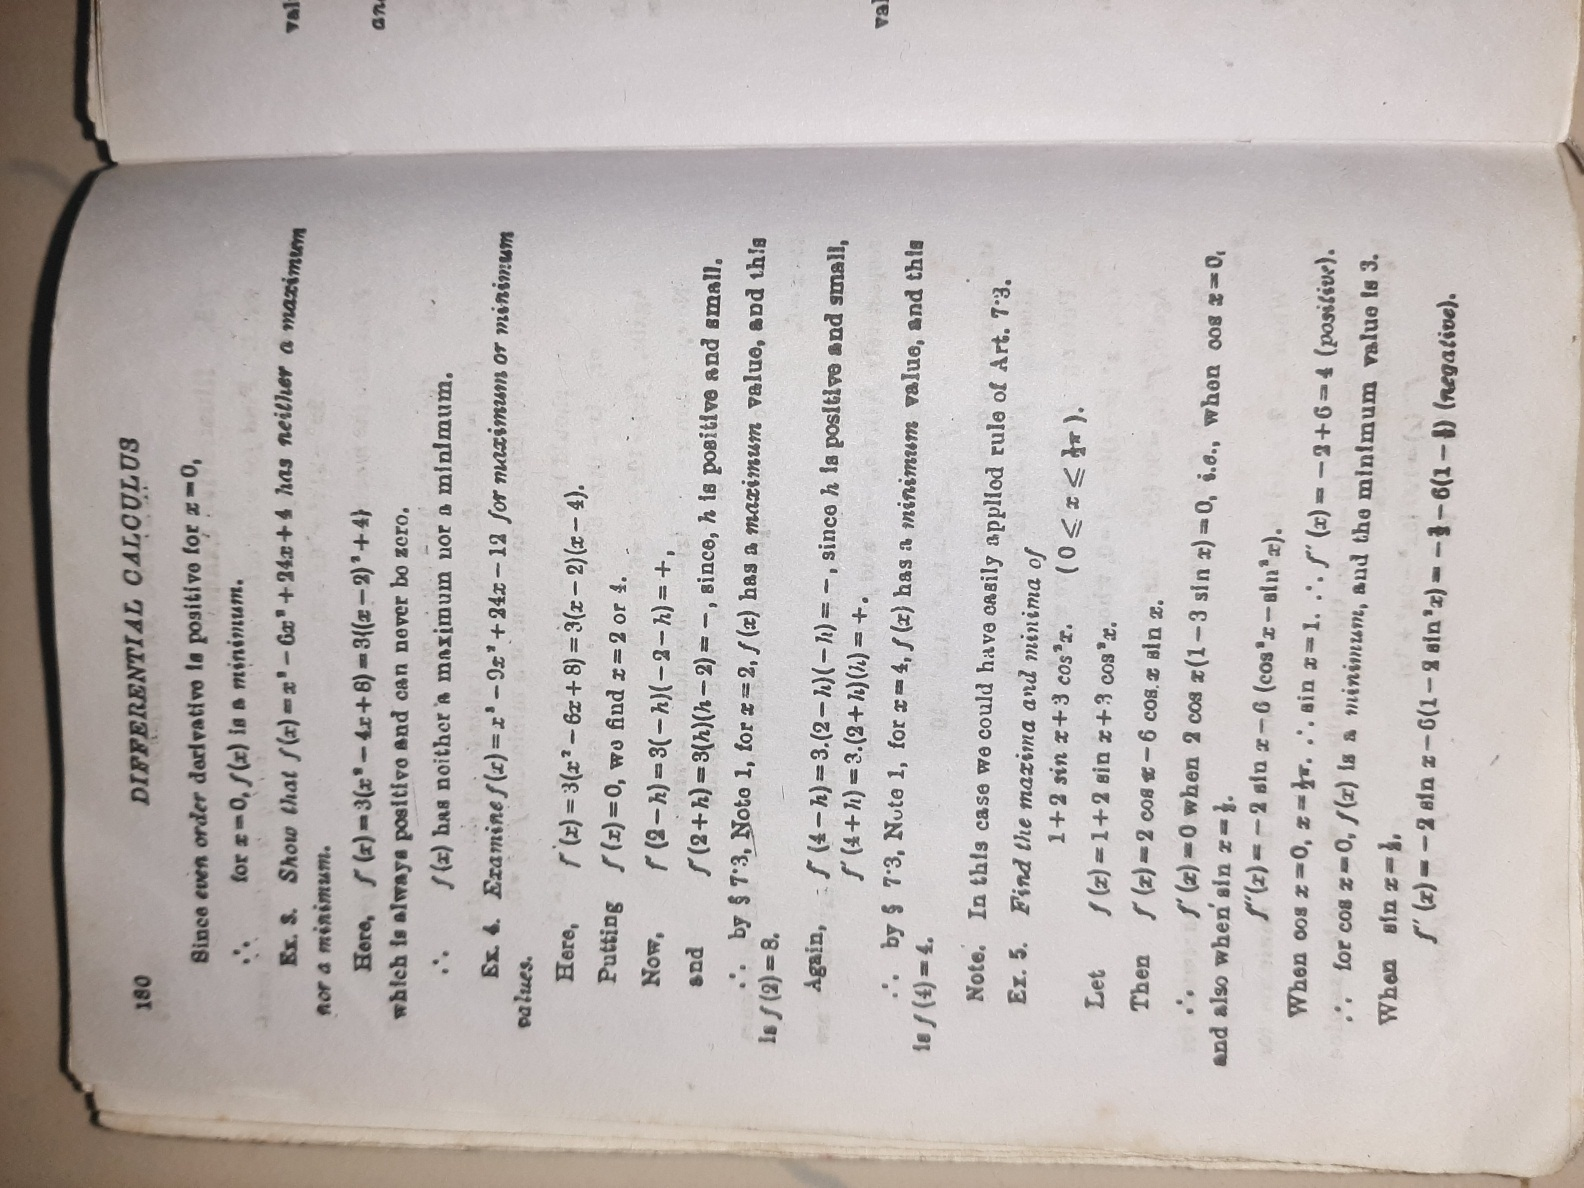 180 DIFFERENTIAL CALCULUS
Since even order derivative is positive for x=0,
∴ for x=0, f(x) is a minimum.
Ex. 3. Show that f(x)=x³−6x²+24x+4 has neither a maximum
nor a minimum.
Here, f′(x)=3(x²−4x+8)=3{(x−2)²+4}
which is always positive and can never be zero.
∴ f(x) has neither a maximum nor a minimum.
Ex. 4. Examine f(x)=x³−9x²+24x−12 for maximum or minimum
values.
Here, f′(x)=3(x²−6x+8)=3(x−2)(x−4).
Putting f′(x)=0, we find x=2 or 4.
Now, f′(2−h)=3(−h)(−2−h)=+,
and f′(2+h)=3(h)(h−2)=−, since, h is positive and small.
∴ by § 7·3, Note 1, for x=2, f(x) has a maximum value, and this
is f(2)=8.
Again, f′(4−h)=3.(2−h)(−h)=−, since h is positive and small,
f′(4+h)=3.(2+h)(h)=+.
∴ by § 7·3, Note 1, for x=4, f(x) has a minimum value, and this
is f(4)=4.
Note. In this case we could have easily applied rule of Art. 7·3.
Ex. 5. Find the maxima and minima of
1+2 sin x+3 cos²x. (0 ≤ x ≤ ½π).
Let f(x)=1+2 sin x+3 cos²x.
Then f′(x)=2 cos x−6 cos x sin x.
∴ f′(x)=0 when 2 cos x(1−3 sin x)=0, i.e., when cos x=0,
and also when sin x=⅓.
f″(x)=−2 sin x−6 (cos²x−sin²x).
When cos x=0, x=½π. ∴ sin x=1. ∴ f″(x)=−2+6=4 (positive).
∴ for cos x=0, f(x) is a minimum, and the minimum value is 3.
When sin x=⅓,
f″(x)=−2 sin x−6(1−2 sin²x)=−⅔−6(1−⅔) (negative).
val
an
val